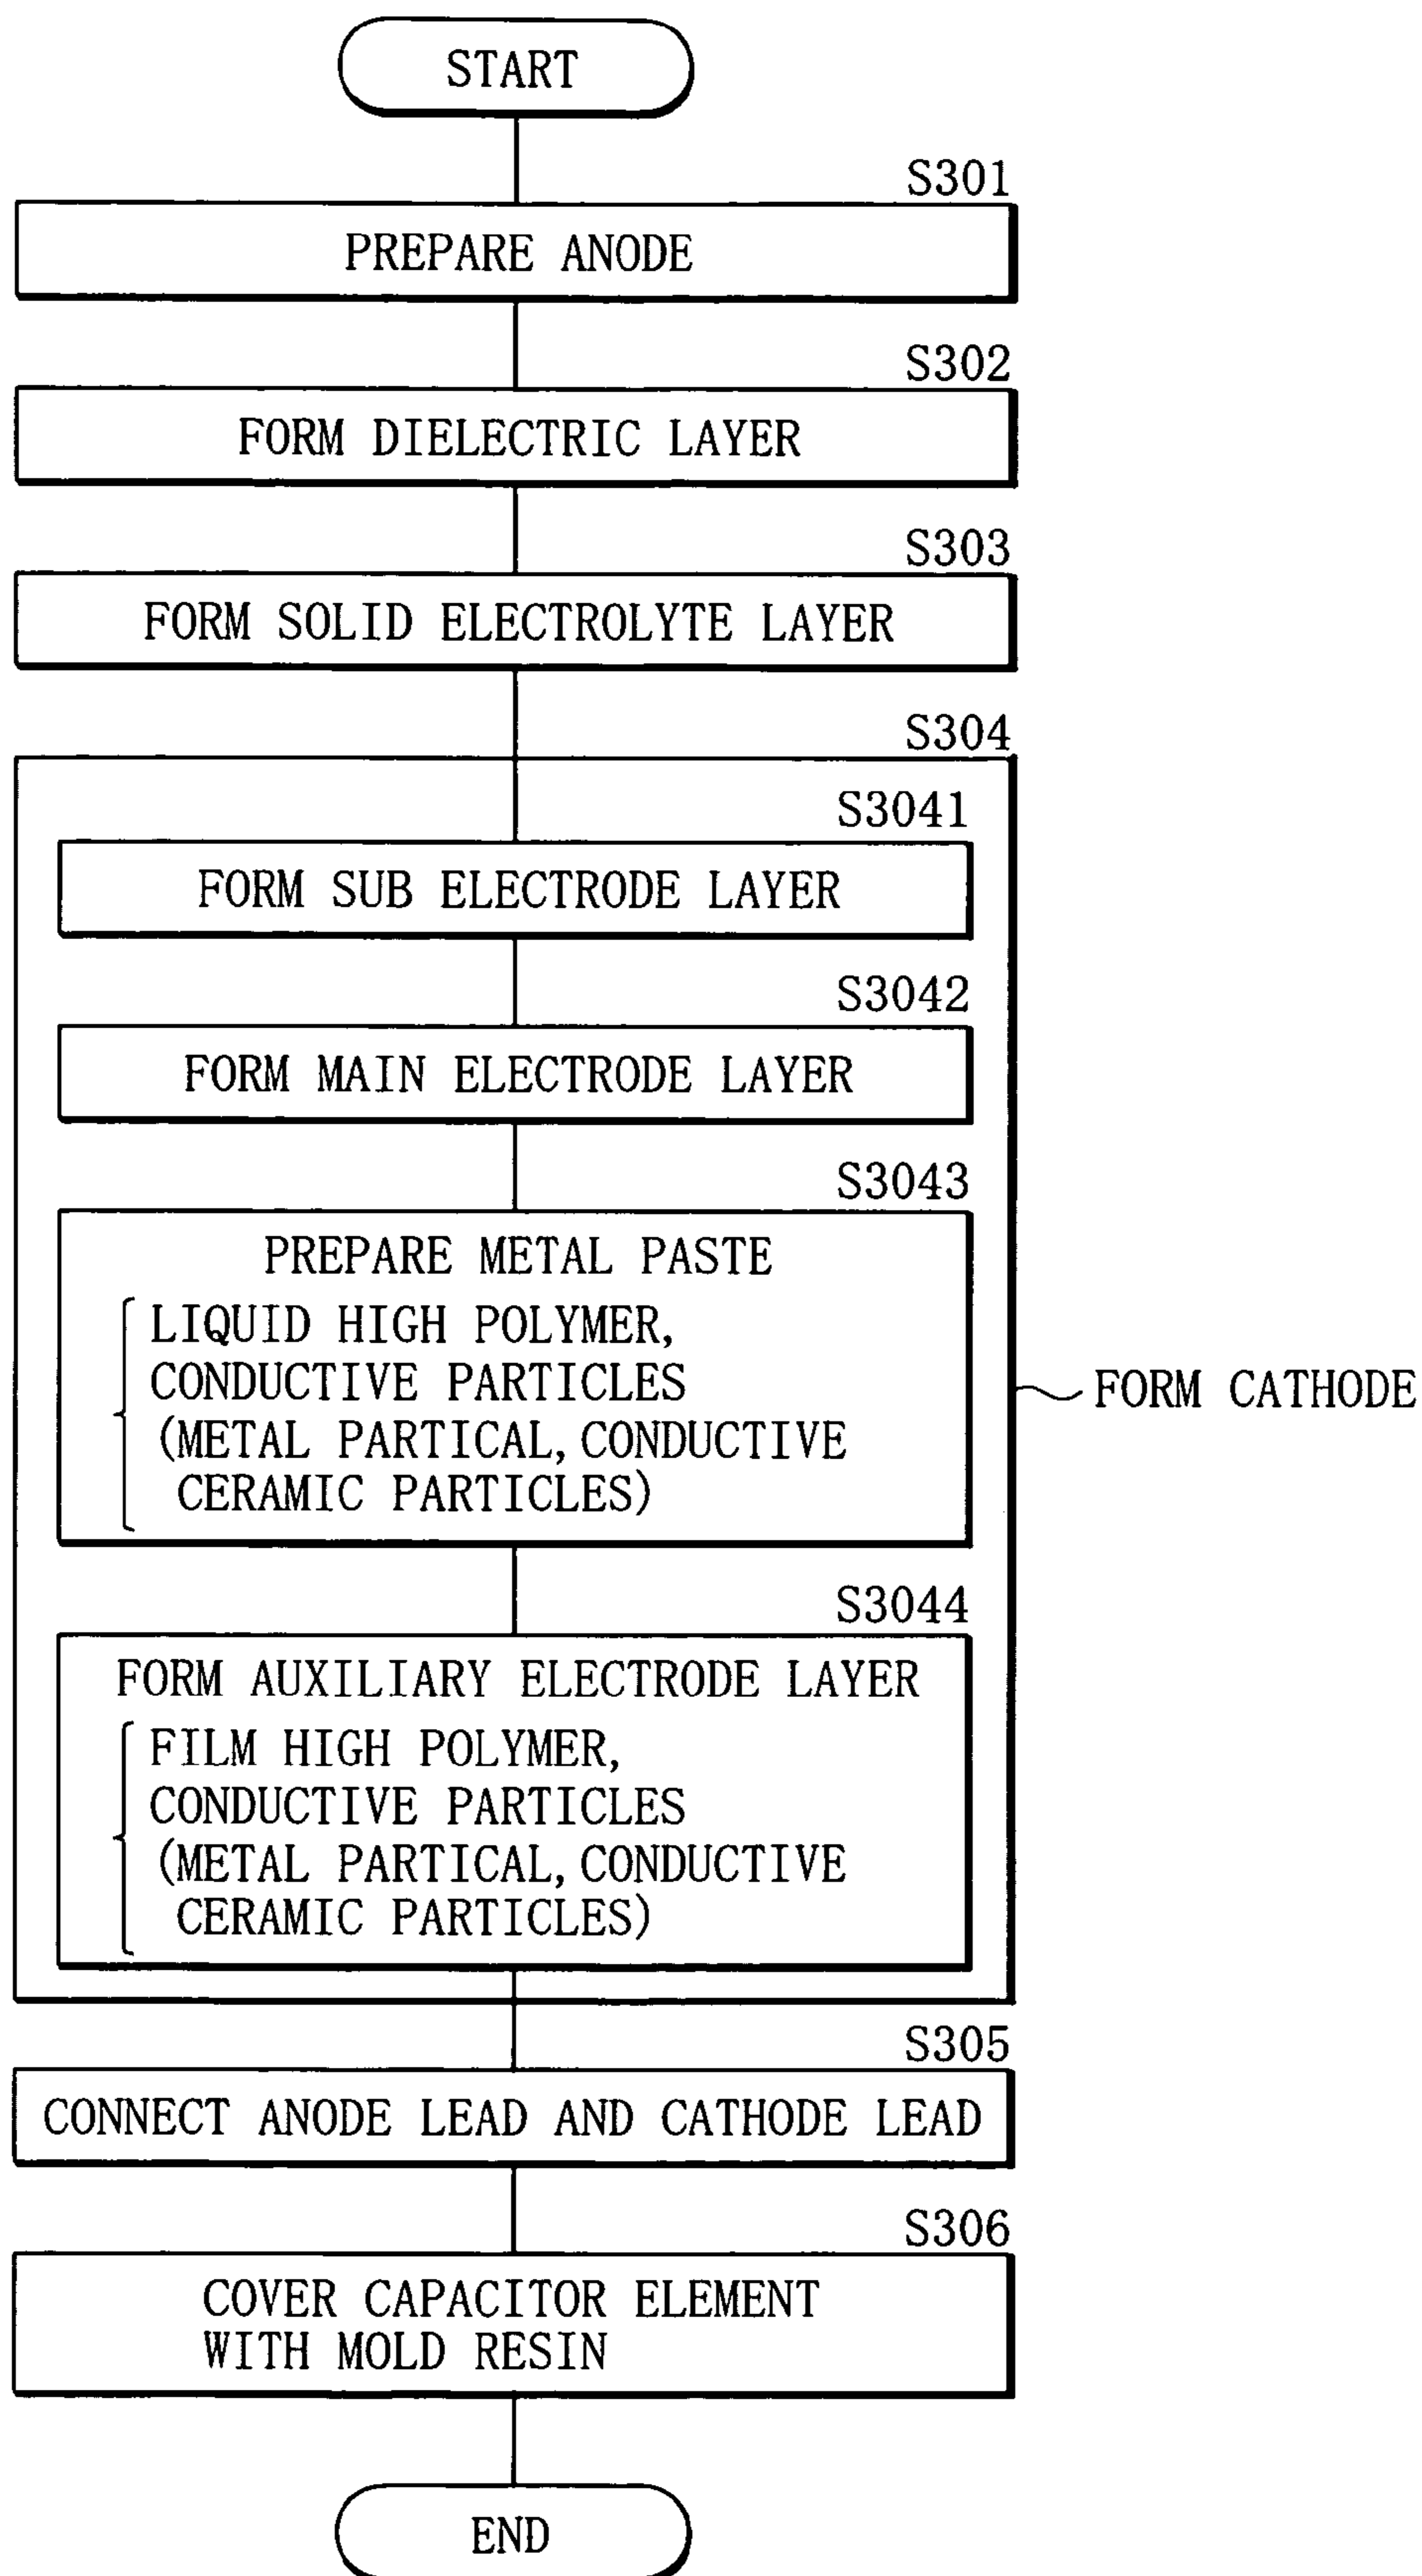 START
S301
PREPARE ANODE
S302
FORM DIELECTRIC LAYER
S303
FORM SOLID ELECTROLYTE LAYER
S304
S3041
FORM SUB ELECTRODE LAYER
S3042
FORM MAIN ELECTRODE LAYER
S3043
PREPARE METAL PASTE
LIQUID HIGH POLYMER,
CONDUCTIVE PARTICLES
(METAL PARTICAL, CONDUCTIVE
CERAMIC PARTICLES)
FORM CATHODE
S3044
FORM AUXILIARY ELECTRODE LAYER
FILM HIGH POLYMER,
CONDUCTIVE PARTICLES
(METAL PARTICAL, CONDUCTIVE
CERAMIC PARTICLES)
S305
CONNECT ANODE LEAD AND CATHODE LEAD
S306
COVER CAPACITOR ELEMENT
WITH MOLD RESIN
END